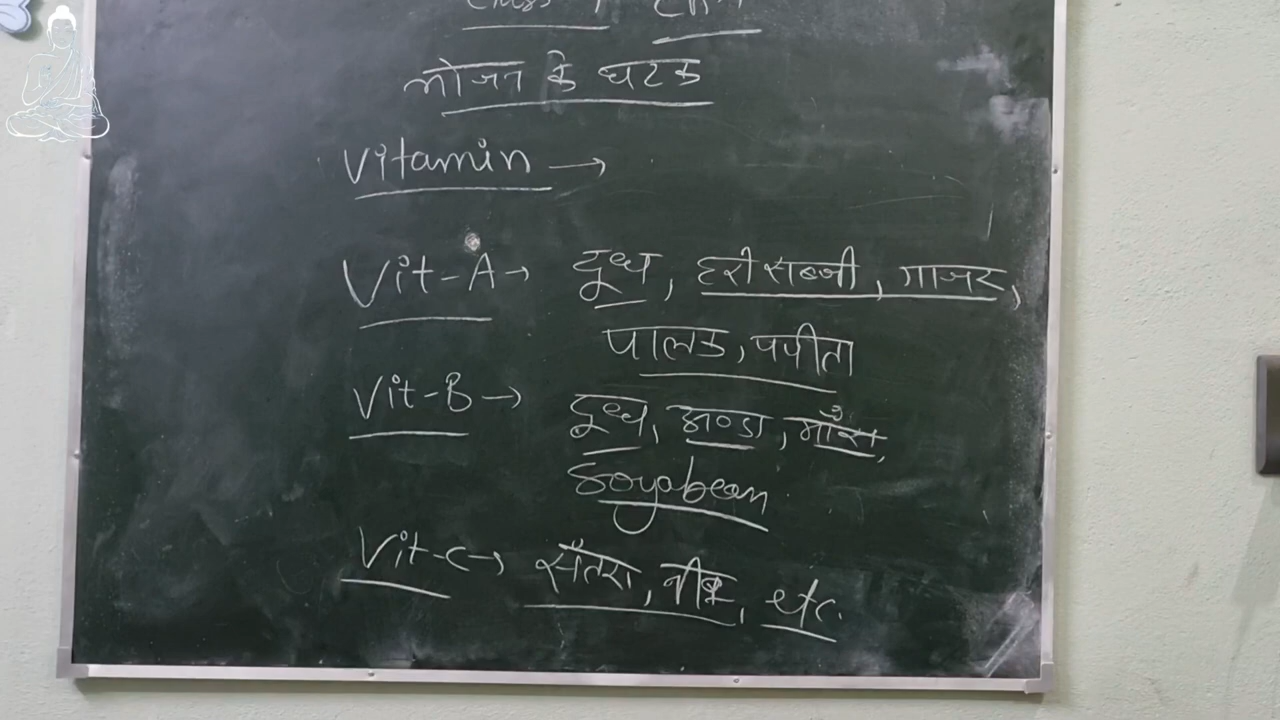 भोजन के घटक
Vitamin →
Vit-A → दूध, हरी सब्जी, गाजर,
पालक, पपीता
Vit-B → दूध, अण्डा, माँस,
Soyabean
Vit-C → सँतरा, नीबू, etc.